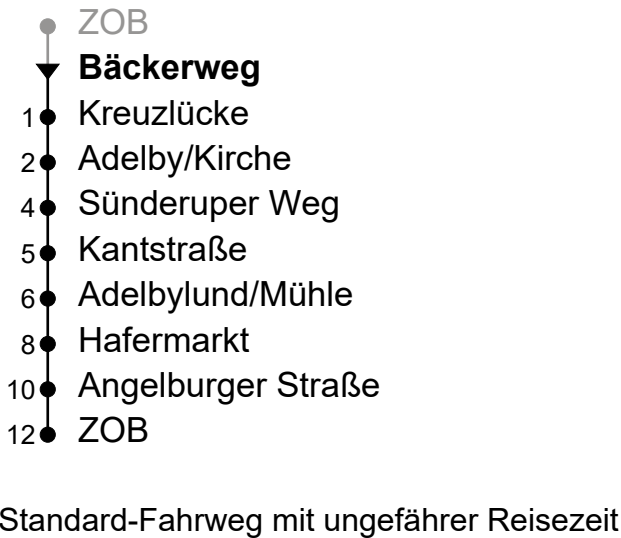 ZOB
Bäckerweg
1 Kreuzlücke
2 Adelby/Kirche
4 Sünderuper Weg
5 Kantstraße
6 Adelbylund/Mühle
8 Hafermarkt
10 Angelburger Straße
12 ZOB
Standard-Fahrweg mit ungefährer Reisezeit